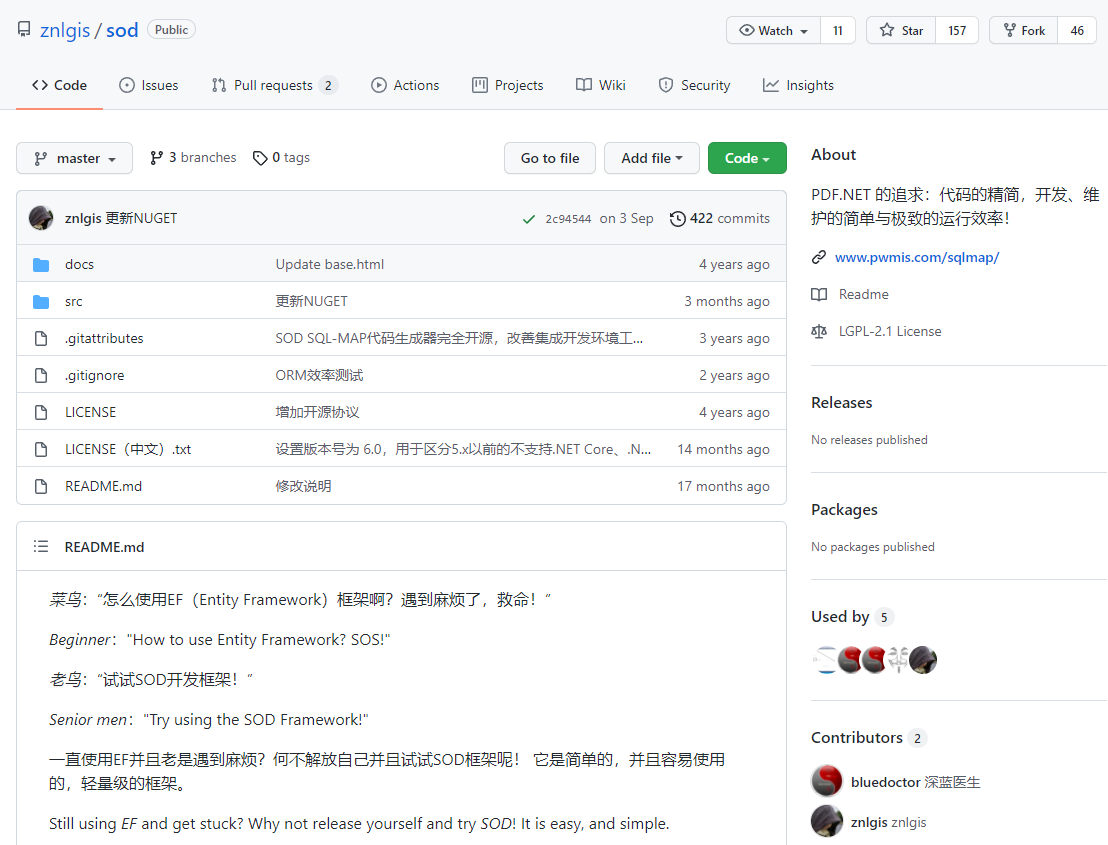 znlgis / sod Public
Watch 11 Star 157 Fork 46
Code Issues Pull requests 2 Actions Projects Wiki Security Insights
master 3 branches 0 tags Go to file Add file Code
znlgis 更新NUGET 2c94544 on 3 Sep 422 commits
docs Update base.html 4 years ago
src 更新NUGET 3 months ago
.gitattributes SOD SQL-MAP代码生成器完全开源，改善集成开发环境工... 3 years ago
.gitignore ORM效率测试 2 years ago
LICENSE 增加开源协议 4 years ago
LICENSE（中文）.txt 设置版本号为 6.0，用于区分5.x以前的不支持.NET Core、.N... 14 months ago
README.md 修改说明 17 months ago
README.md
菜鸟：“怎么使用EF（Entity Framework）框架啊？遇到麻烦了，救命！”
Beginner："How to use Entity Framework? SOS!"
老鸟：“试试SOD开发框架！”
Senior men："Try using the SOD Framework!"
一直使用EF并且老是遇到麻烦？何不解放自己并且试试SOD框架呢！ 它是简单的，并且容易使用
的，轻量级的框架。
Still using EF and get stuck? Why not release yourself and try SOD! It is easy, and simple.
About
PDF.NET 的追求：代码的精简，开发、维
护的简单与极致的运行效率！
www.pwmis.com/sqlmap/
Readme
LGPL-2.1 License
Releases
No releases published
Packages
No packages published
Used by 5
Contributors 2
bluedoctor 深蓝医生
znlgis znlgis